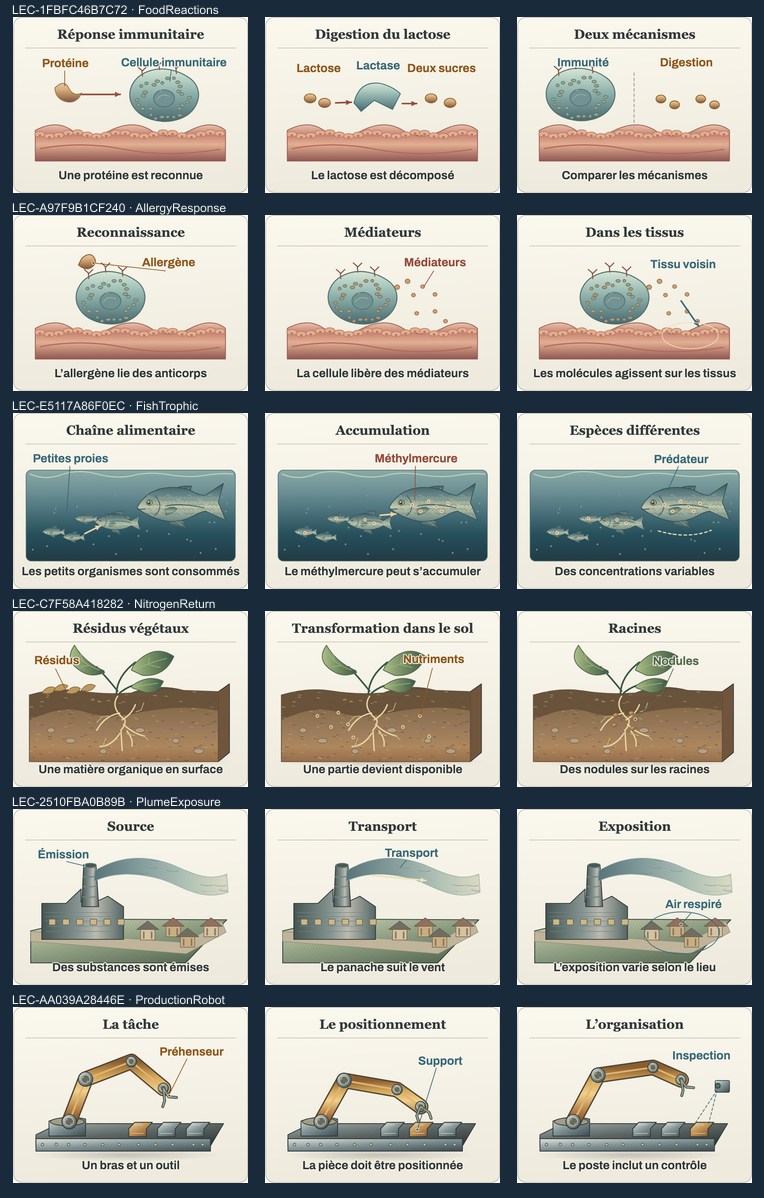 LEC-1FBFC46B7C72 · FoodReactions
Réponse immunitaire
Protéine
Cellule immunitaire
Une protéine est reconnue
Digestion du lactose
Lactose
Lactase
Deux sucres
Le lactose est décomposé
Deux mécanismes
Immunité
Digestion
Comparer les mécanismes
LEC-A97F9B1CF240 · AllergyResponse
Reconnaissance
Allergène
L'allergène lie des anticorps
Médiateurs
Médiateurs
La cellule libère des médiateurs
Dans les tissus
Tissu voisin
Les molécules agissent sur les tissus
LEC-E5117A86F0EC · FishTrophic
Chaîne alimentaire
Petites proies
Les petits organismes sont consommés
Accumulation
Méthylmercure
Le méthylmercure peut s'accumuler
Espèces différentes
Prédateur
Des concentrations variables
LEC-C7F58A418282 · NitrogenReturn
Résidus végétaux
Résidus
Une matière organique en surface
Transformation dans le sol
Nutriments
Une partie devient disponible
Racines
Nodules
Des nodules sur les racines
LEC-2510FBA0B89B · PlumeExposure
Source
Émission
Des substances sont émises
Transport
Transport
Le panache suit le vent
Exposition
Air respiré
L'exposition varie selon le lieu
LEC-AA039A28446E · ProductionRobot
La tâche
Préhenseur
Un bras et un outil
Le positionnement
Support
La pièce doit être positionnée
L'organisation
Inspection
Le poste inclut un contrôle